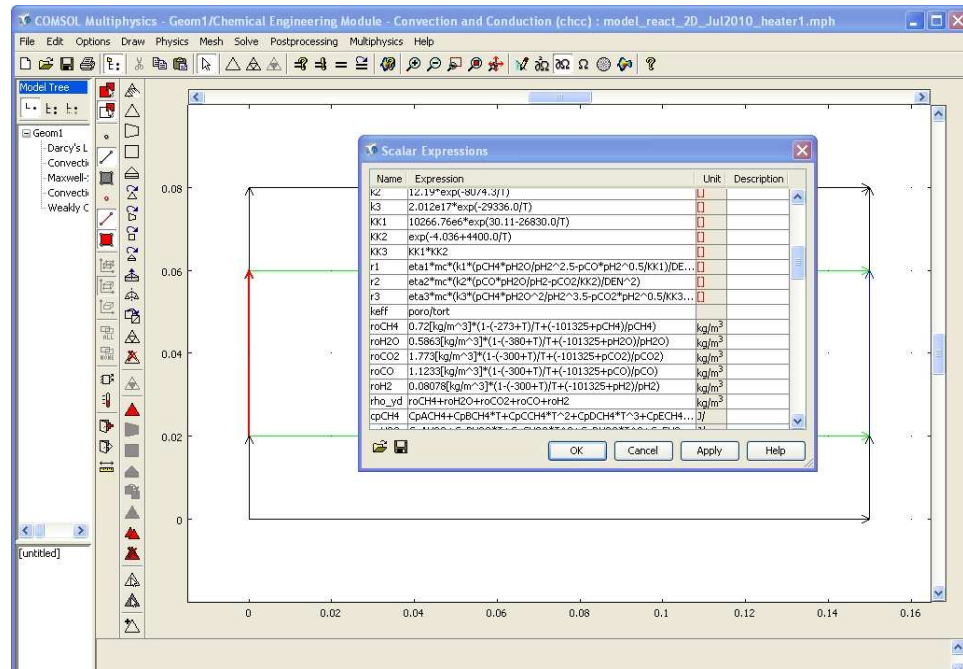 COMSOL Multiphysics - Geom1/Chemical Engineering Module - Convection and Conduction (chcc) : model_react_2D_Jul2010_heater1.mph
File Edit Options Draw Physics Mesh Solve Postprocessing Multiphysics Help
Model Tree
Geom1
Darcy's L
Convecti
Maxwell-
Convecti
Weakly C
[untitled]
Scalar Expressions
Name Expression Unit Description
k2 12.19*exp(-8074.3/T) []
k3 2.012e17*exp(-29336.0/T) []
KK1 10266.76e6*exp(30.11-26830.0/T) []
KK2 exp(-4.036+4400.0/T) []
KK3 KK1*KK2 []
r1 eta1*mc*(k1*(pCH4*pH2O/pH2^2.5-pCO*pH2^0.5/KK1)/DE... []
r2 eta2*mc*(k2*(pCO*pH2O/pH2-pCO2/KK2)/DEN^2) []
r3 eta3*mc*(k3*(pCH4*pH2O^2/pH2^3.5-pCO2*pH2^0.5/KK3... []
keff poro/tort
roCH4 0.72[kg/m^3]*(1-(-273+T)/T+(-101325+pCH4)/pCH4) kg/m³
roH2O 0.5863[kg/m^3]*(1-(-380+T)/T+(-101325+pH2O)/pH2O) kg/m³
roCO2 1.773[kg/m^3]*(1-(-300+T)/T+(-101325+pCO2)/pCO2) kg/m³
roCO 1.1233[kg/m^3]*(1-(-300+T)/T+(-101325+pCO)/pCO) kg/m³
roH2 0.08078[kg/m^3]*(1-(-300+T)/T+(-101325+pH2)/pH2) kg/m³
rho_yd roCH4+roH2O+roCO2+roCO+roH2 kg/m³
cpCH4 CpACH4+CpBCH4*T+CpCCH4*T^2+CpDCH4*T^3+CpECH4... J/
OK Cancel Apply Help
0.08
0.06
0.04
0.02
0
0 0.02 0.04 0.06 0.08 0.1 0.12 0.14 0.16